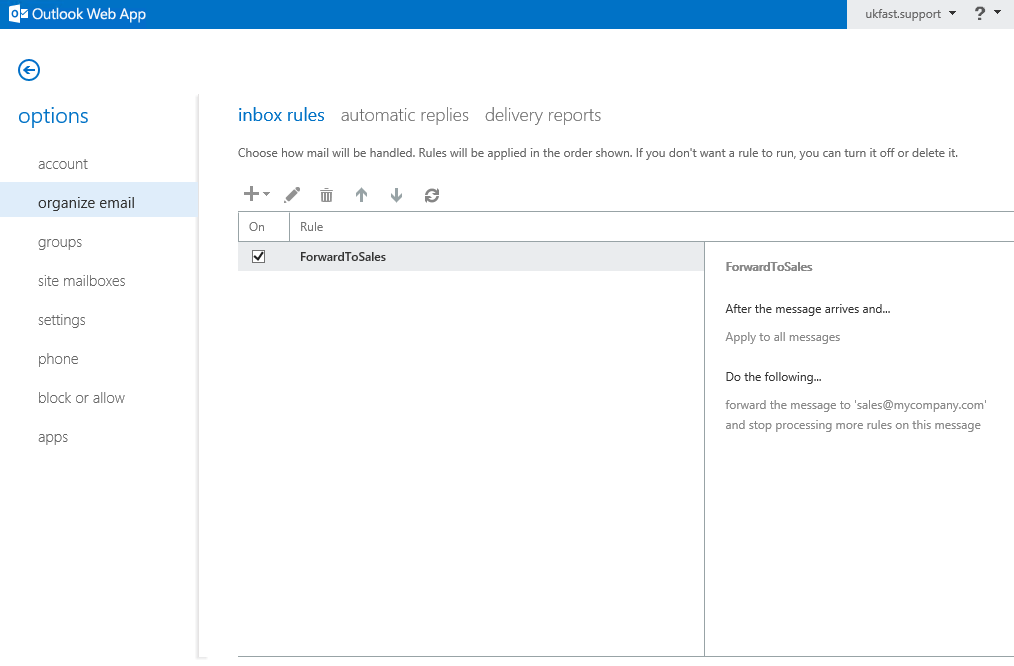 Outlook Web App
ukfast.support
?
options
account
organize email
groups
site mailboxes
settings
phone
block or allow
apps
inbox rules automatic replies delivery reports
Choose how mail will be handled. Rules will be applied in the order shown. If you don't want a rule to run, you can turn it off or delete it.
On Rule
ForwardToSales
ForwardToSales
After the message arrives and...
Apply to all messages
Do the following...
forward the message to 'sales@mycompany.com'
and stop processing more rules on this message